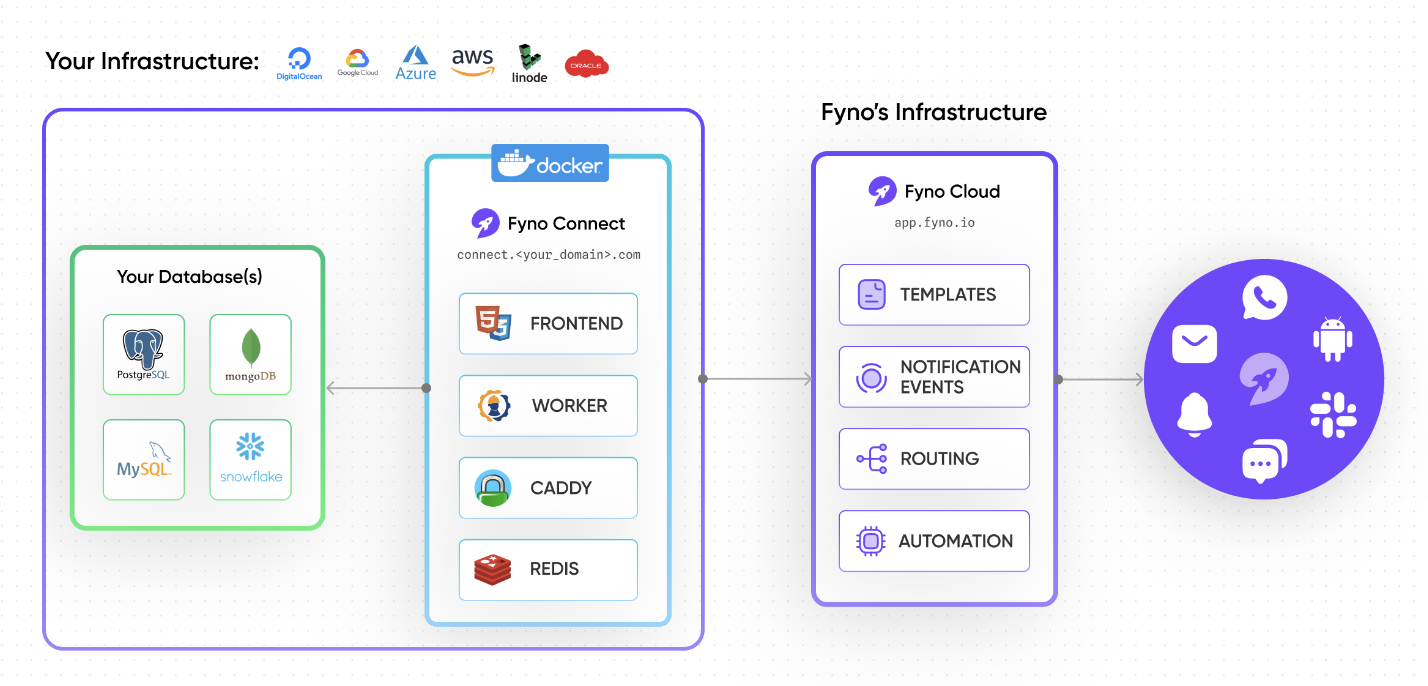 Your Infrastructure:
DigitalOcean
Google Cloud
Azure
aws
linode
ORACLE
Fyno’s Infrastructure
docker
Fyno Connect
connect.<your_domain>.com
FRONTEND
WORKER
CADDY
REDIS
Your Database(s)
PostgreSQL
mongoDB
MySQL
snowflake
Fyno Cloud
app.fyno.io
TEMPLATES
NOTIFICATION
EVENTS
ROUTING
AUTOMATION